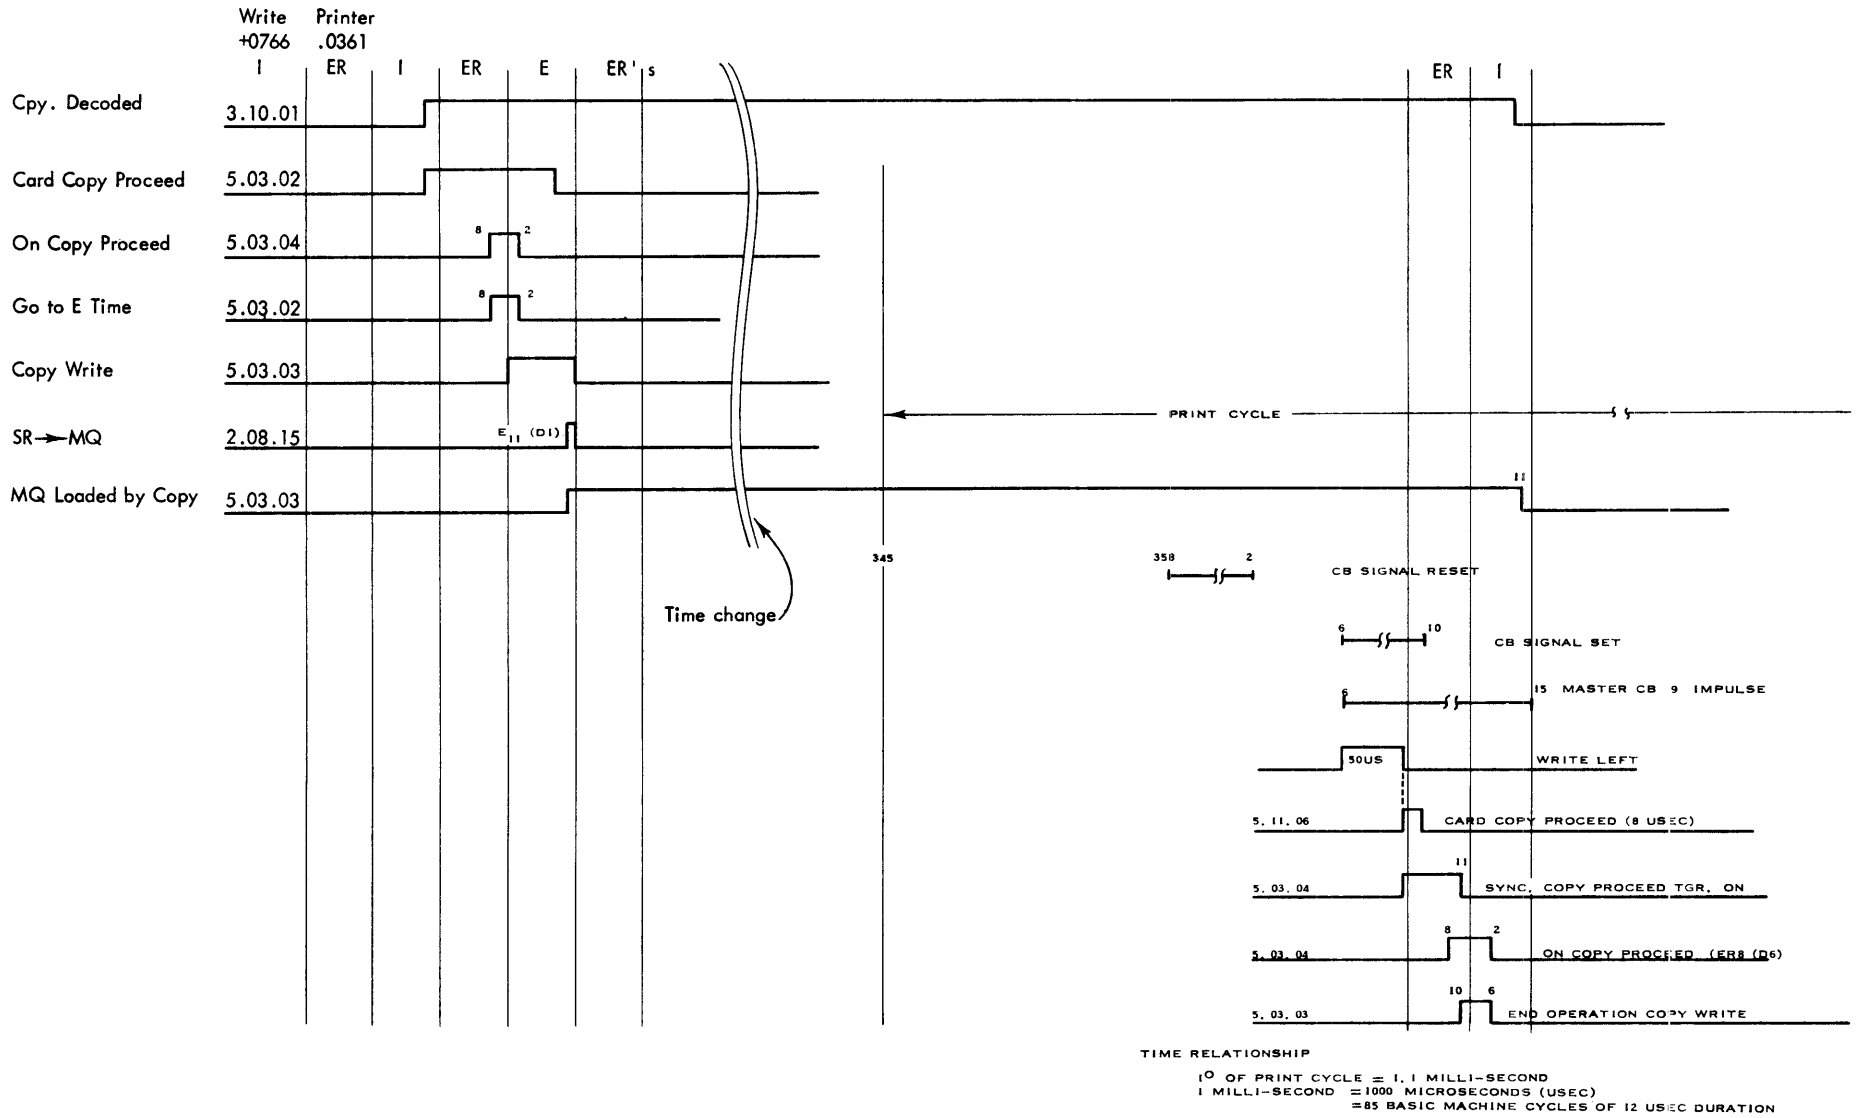 Write Printer
+0766 .0361
I ER I ER E ER's ER I
Cpy. Decoded 3.10.01
Card Copy Proceed 5.03.02
On Copy Proceed 5.03.04 8 2
Go to E Time 5.03.02 8 2
Copy Write 5.03.03
PRINT CYCLE
SR→MQ 2.08.15 E11 (D1)
MQ Loaded by Copy 5.03.03 11
345
358 2 CB SIGNAL RESET
Time change
6 10 CB SIGNAL SET
6 15 MASTER CB 9 IMPULSE
50US WRITE LEFT
5.11.06 CARD COPY PROCEED (8 USEC)
11
5.03.04 SYNC. COPY PROCEED TGR. ON
8 2
5.03.04 ON COPY PROCEED (ER8 (D6)
10 6
5.03.03 END OPERATION COPY WRITE
TIME RELATIONSHIP
1° OF PRINT CYCLE = 1.1 MILLI-SECOND
1 MILLI-SECOND =1000 MICROSECONDS (USEC)
=85 BASIC MACHINE CYCLES OF 12 USEC DURATION